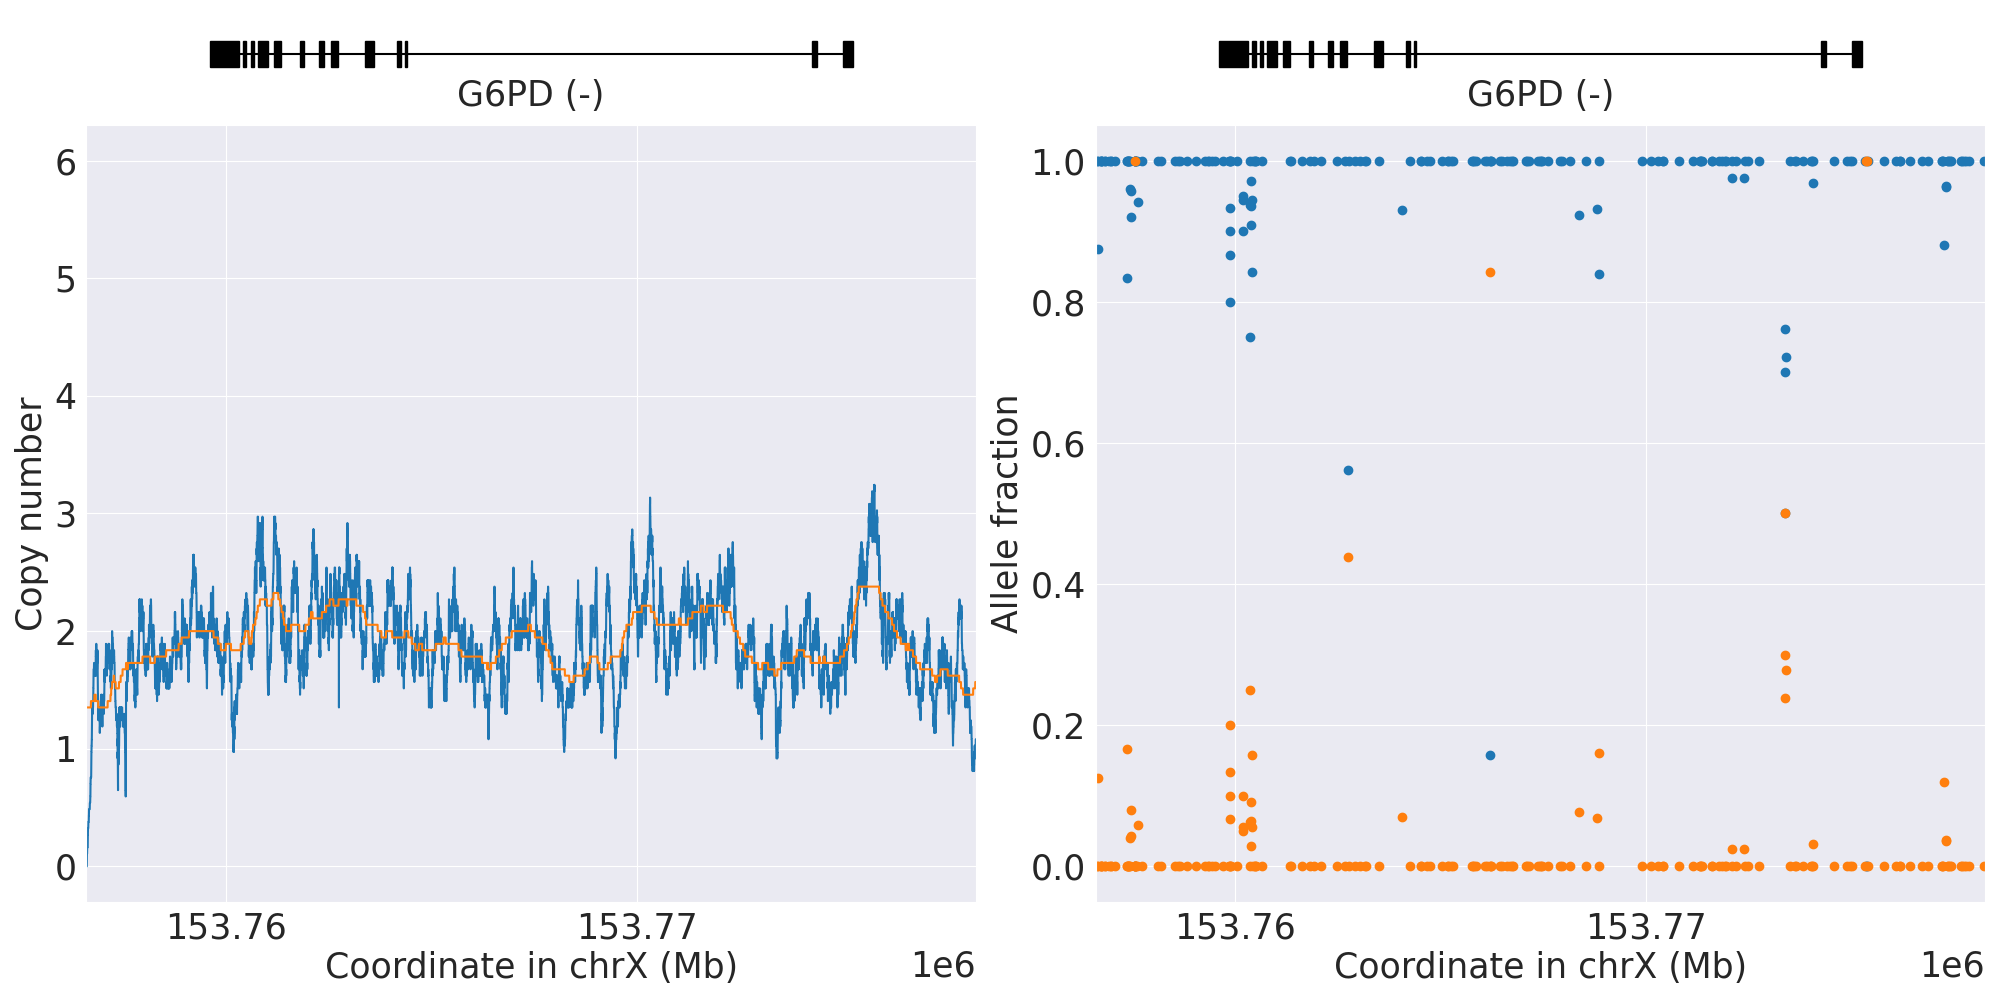 G6PD (-)
6
5
4
3
2
1
0
Copy number
153.76
153.77
Coordinate in chrX (Mb)
1e6
G6PD (-)
1.0
0.8
0.6
0.4
0.2
0.0
Allele fraction
153.76
153.77
Coordinate in chrX (Mb)
1e6